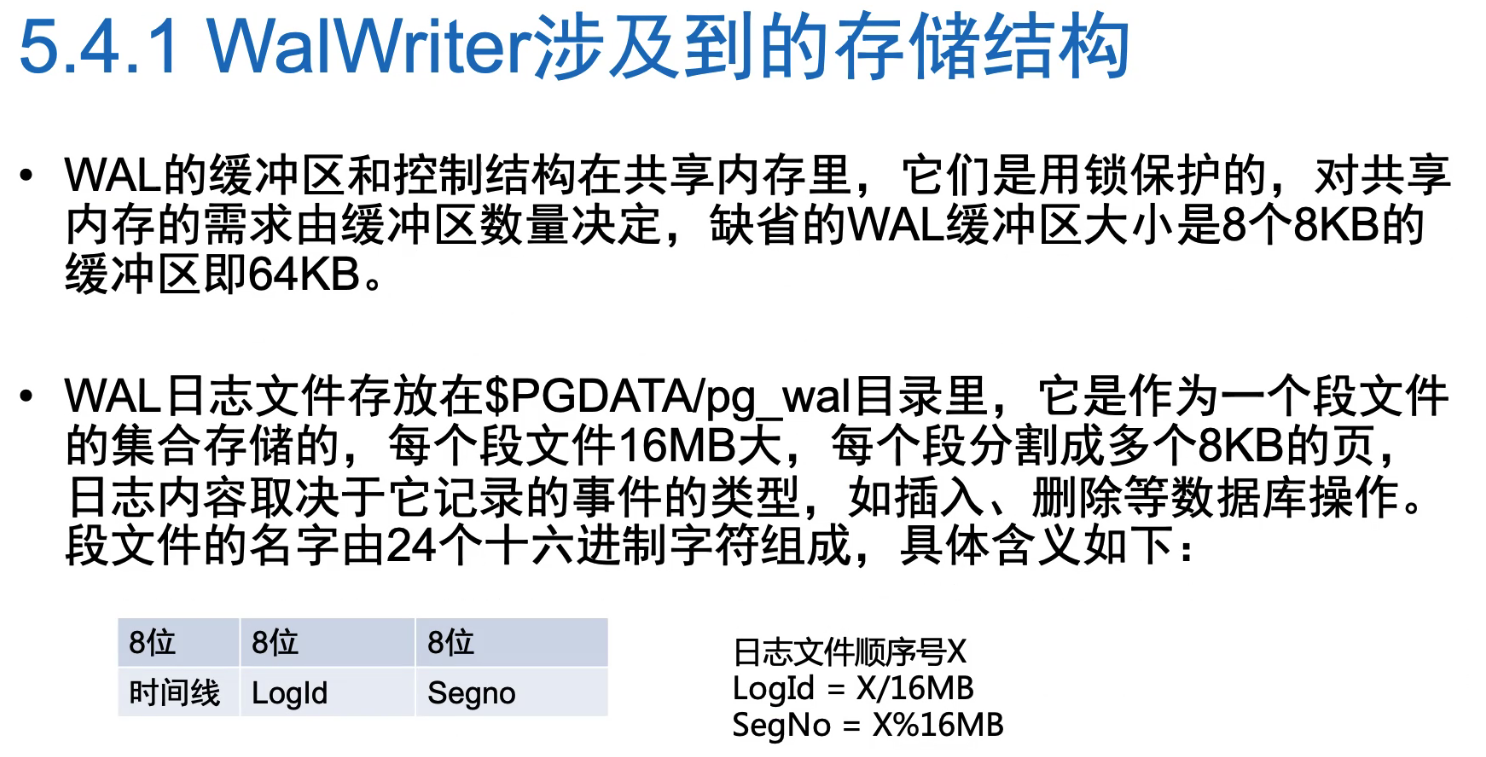 5.4.1 WalWriter涉及到的存储结构
• WAL的缓冲区和控制结构在共享内存里，它们是用锁保护的，对共享
内存的需求由缓冲区数量决定，缺省的WAL缓冲区大小是8个8KB的
缓冲区即64KB。
• WAL日志文件存放在$PGDATA/pg_wal目录里，它是作为一个段文件
的集合存储的，每个段文件16MB大，每个段分割成多个8KB的页，
日志内容取决于它记录的事件的类型，如插入、删除等数据库操作。
段文件的名字由24个十六进制字符组成，具体含义如下：
8位 8位 8位
时间线 LogId Segno
日志文件顺序号X
LogId = X/16MB
SegNo = X%16MB